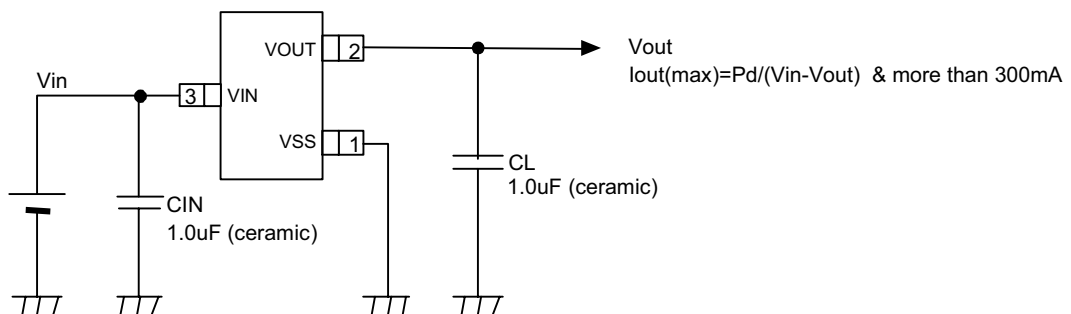 VOUT 2
Vout
Iout(max)=Pd/(Vin-Vout) & more than 300mA
Vin
3 VIN
VSS 1
CL
1.0uF (ceramic)
CIN
1.0uF (ceramic)